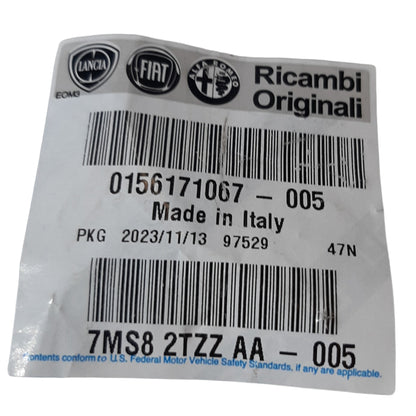 LANCIA FIAT ALFA ROMEO Ricambi
Originali
EOM3
0156171067 - 005
Made in Italy
PKG 2023/11/13 97529 47N
7MS8 2TZZ AA - 005
contents conform to U.S. Federal Motor Vehicle Safety Standards, if any are applicable.